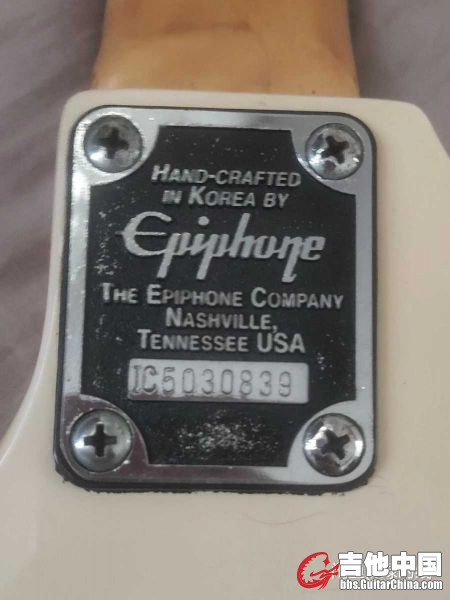 HAND-CRAFTED
IN KOREA BY
Epiphone
THE EPIPHONE COMPANY
NASHVILLE,
TENNESSEE USA
IC5030839
吉他中国
bbs.GuitarChina.com